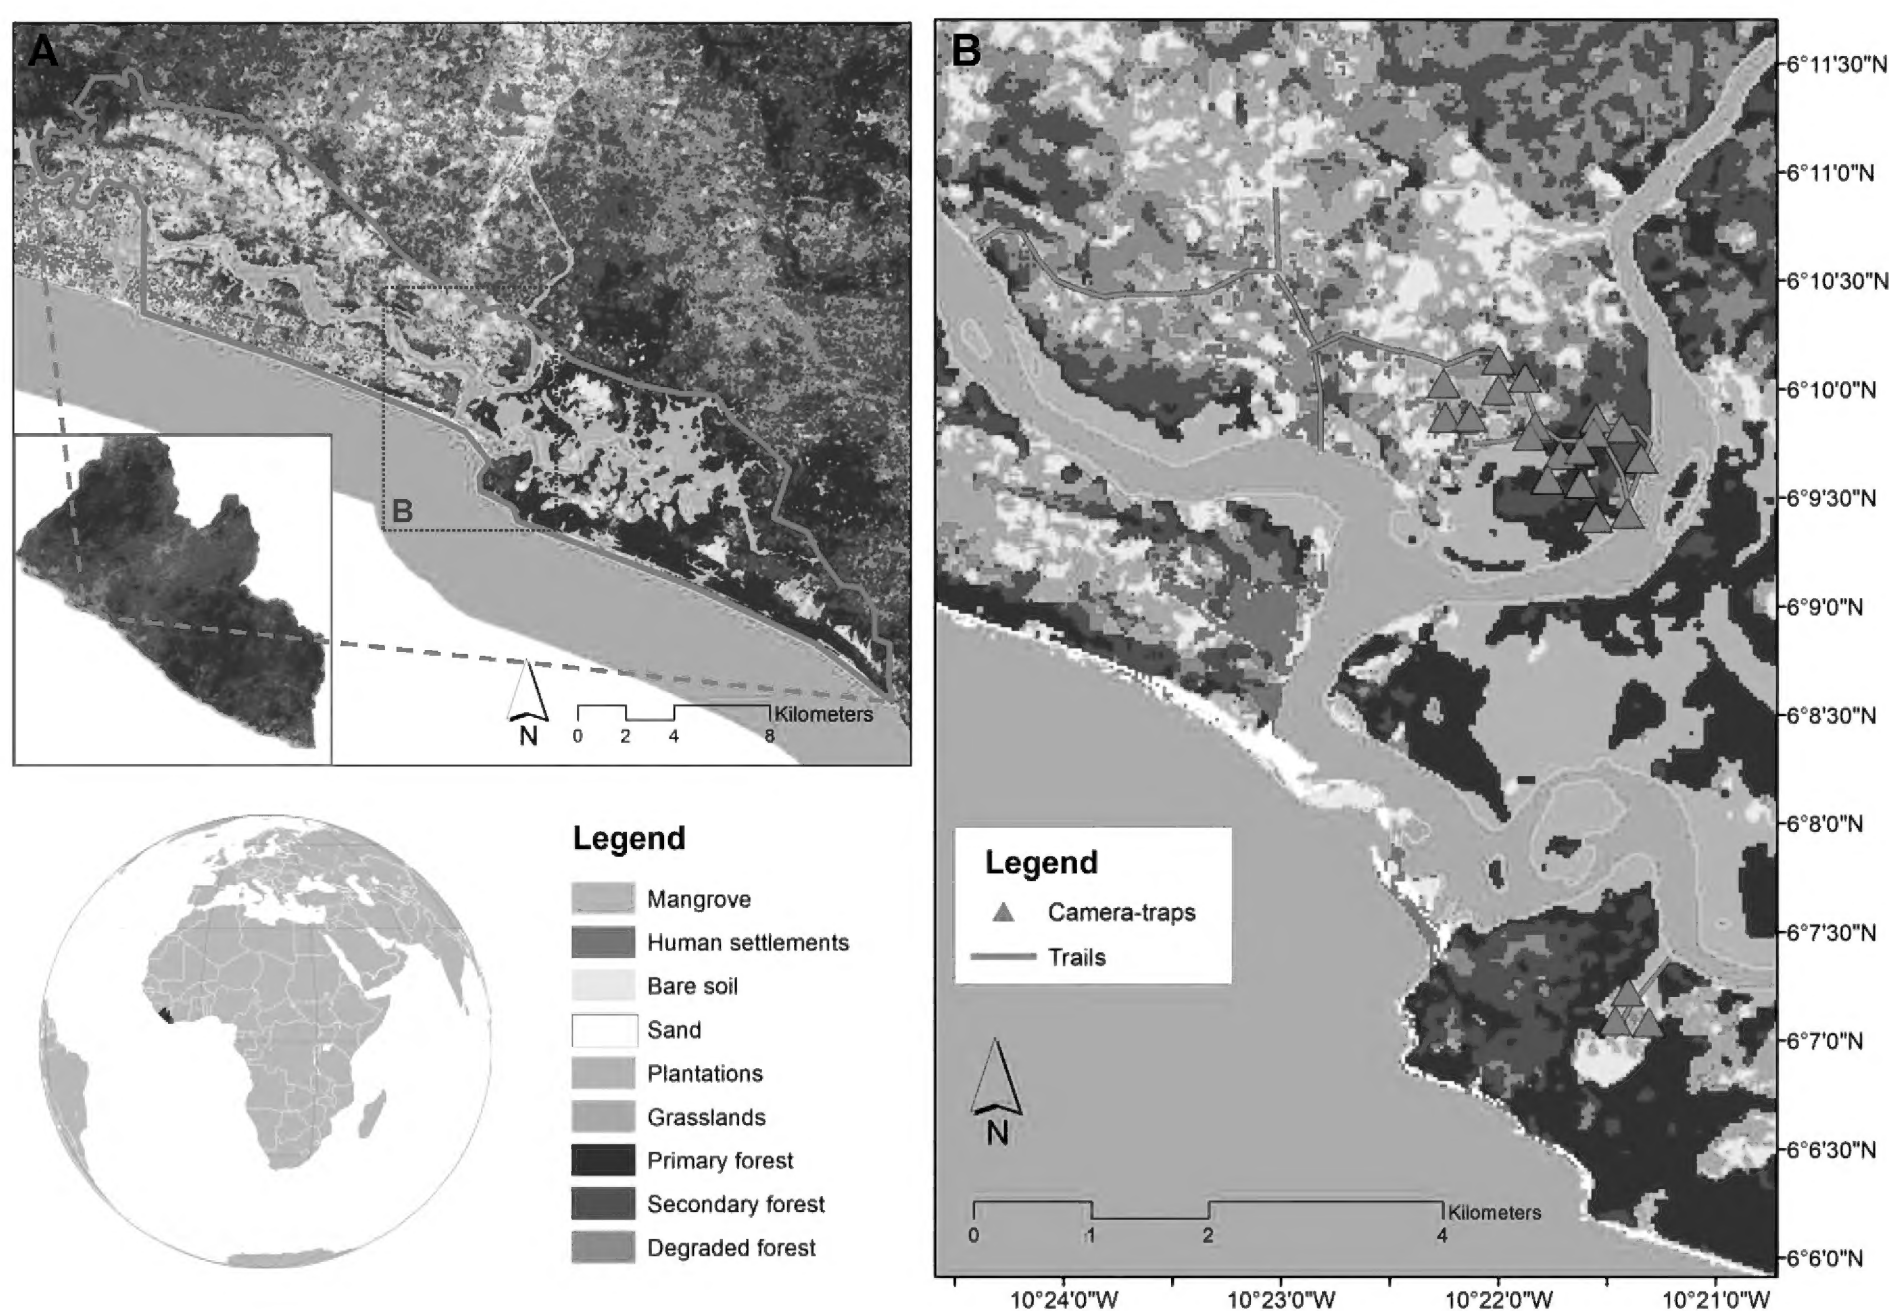 A
B
N
0 2 4 8
Kilometers
Legend
Mangrove
Human settlements
Bare soil
Sand
Plantations
Grasslands
Primary forest
Secondary forest
Degraded forest
B
Legend
Camera-traps
Trails
N
0 1 2 4
Kilometers
6°11'30"N
6°11'0"N
6°10'30"N
6°10'0"N
6°9'30"N
6°9'0"N
6°8'30"N
6°8'0"N
6°7'30"N
6°7'0"N
6°6'30"N
6°6'0"N
10°24'0"W 10°23'0"W 10°22'0"W 10°21'0"W